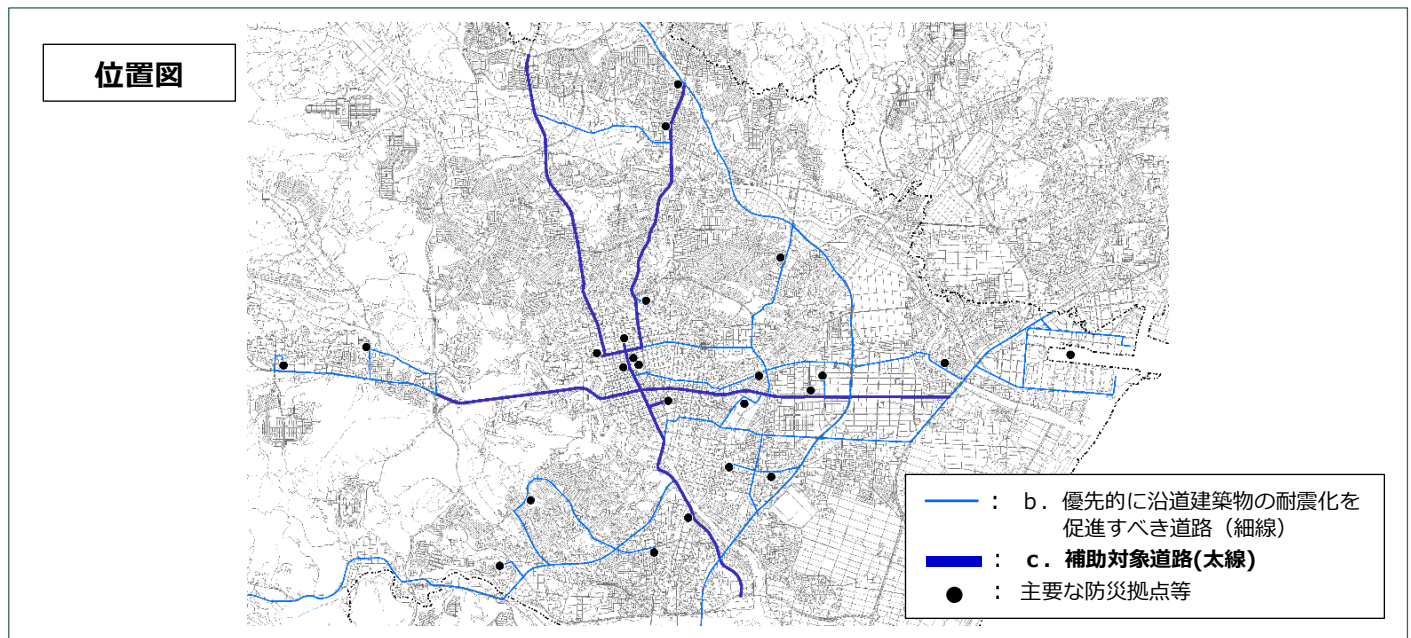 位置図
： ｂ．優先的に沿道建築物の耐震化を
促進すべき道路（細線）
： ｃ．補助対象道路(太線)
： 主要な防災拠点等